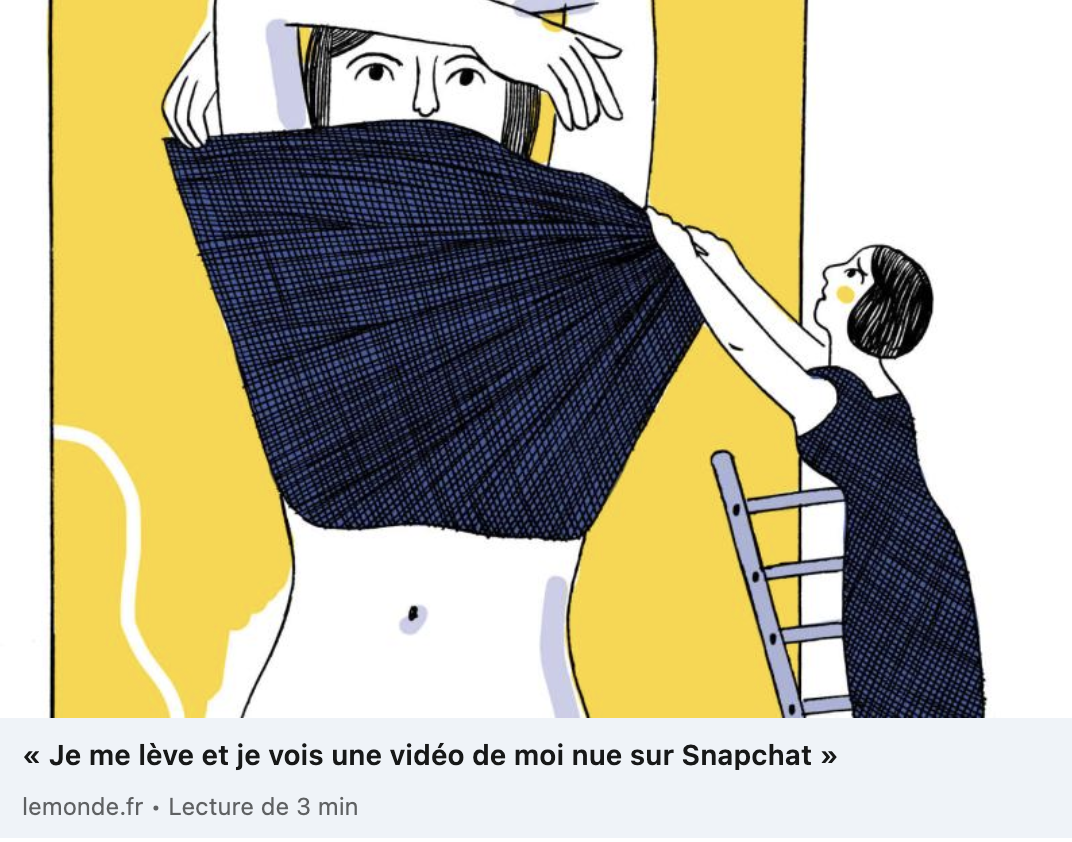 « Je me lève et je vois une vidéo de moi nue sur Snapchat »
lemonde.fr • Lecture de 3 min